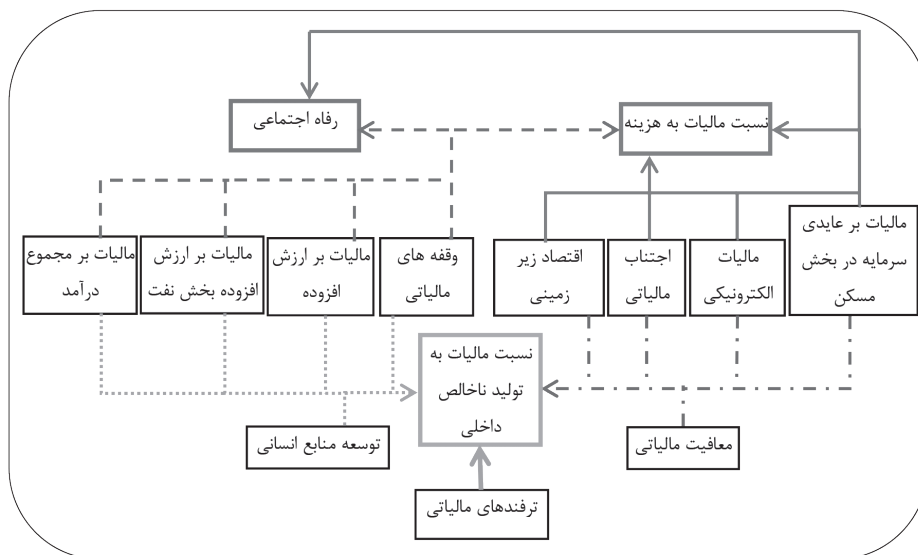 رفاه اجتماعی
نسبت مالیات به هزینه
مالیات بر عایدی
سرمایه در بخش
مسکن
مالیات
الکترونیکی
اجتناب
مالیاتی
اقتصاد زیر
زمینی
وقفه های
مالیاتی
مالیات بر ارزش
افزوده
مالیات بر ارزش
افزوده بخش نفت
مالیات بر مجموع
درآمد
نسبت مالیات به
تولید ناخالص
داخلی
معافیت مالیاتی
توسعه منابع انسانی
ترفندهای مالیاتی